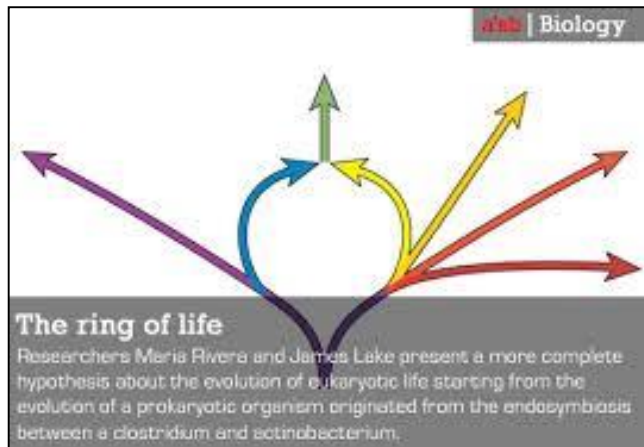 a'ab | Biology
The ring of life
Researchers Maria Rivera and James Lake present a more complete
hypothesis about the evolution of eukaryotic life starting from the
evolution of a prokaryotic organism originated from the endosymbiosis
between a clostridium and actinobacterium.